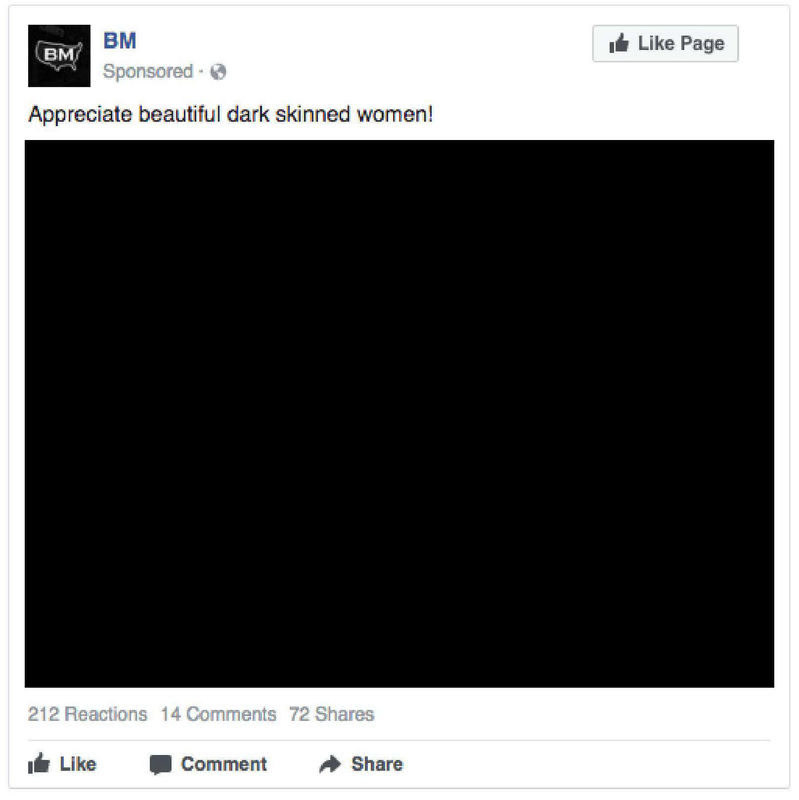 BM
BM
Like Page
Sponsored ·
Appreciate beautiful dark skinned women!
212 Reactions 14 Comments 72 Shares
Like Comment Share